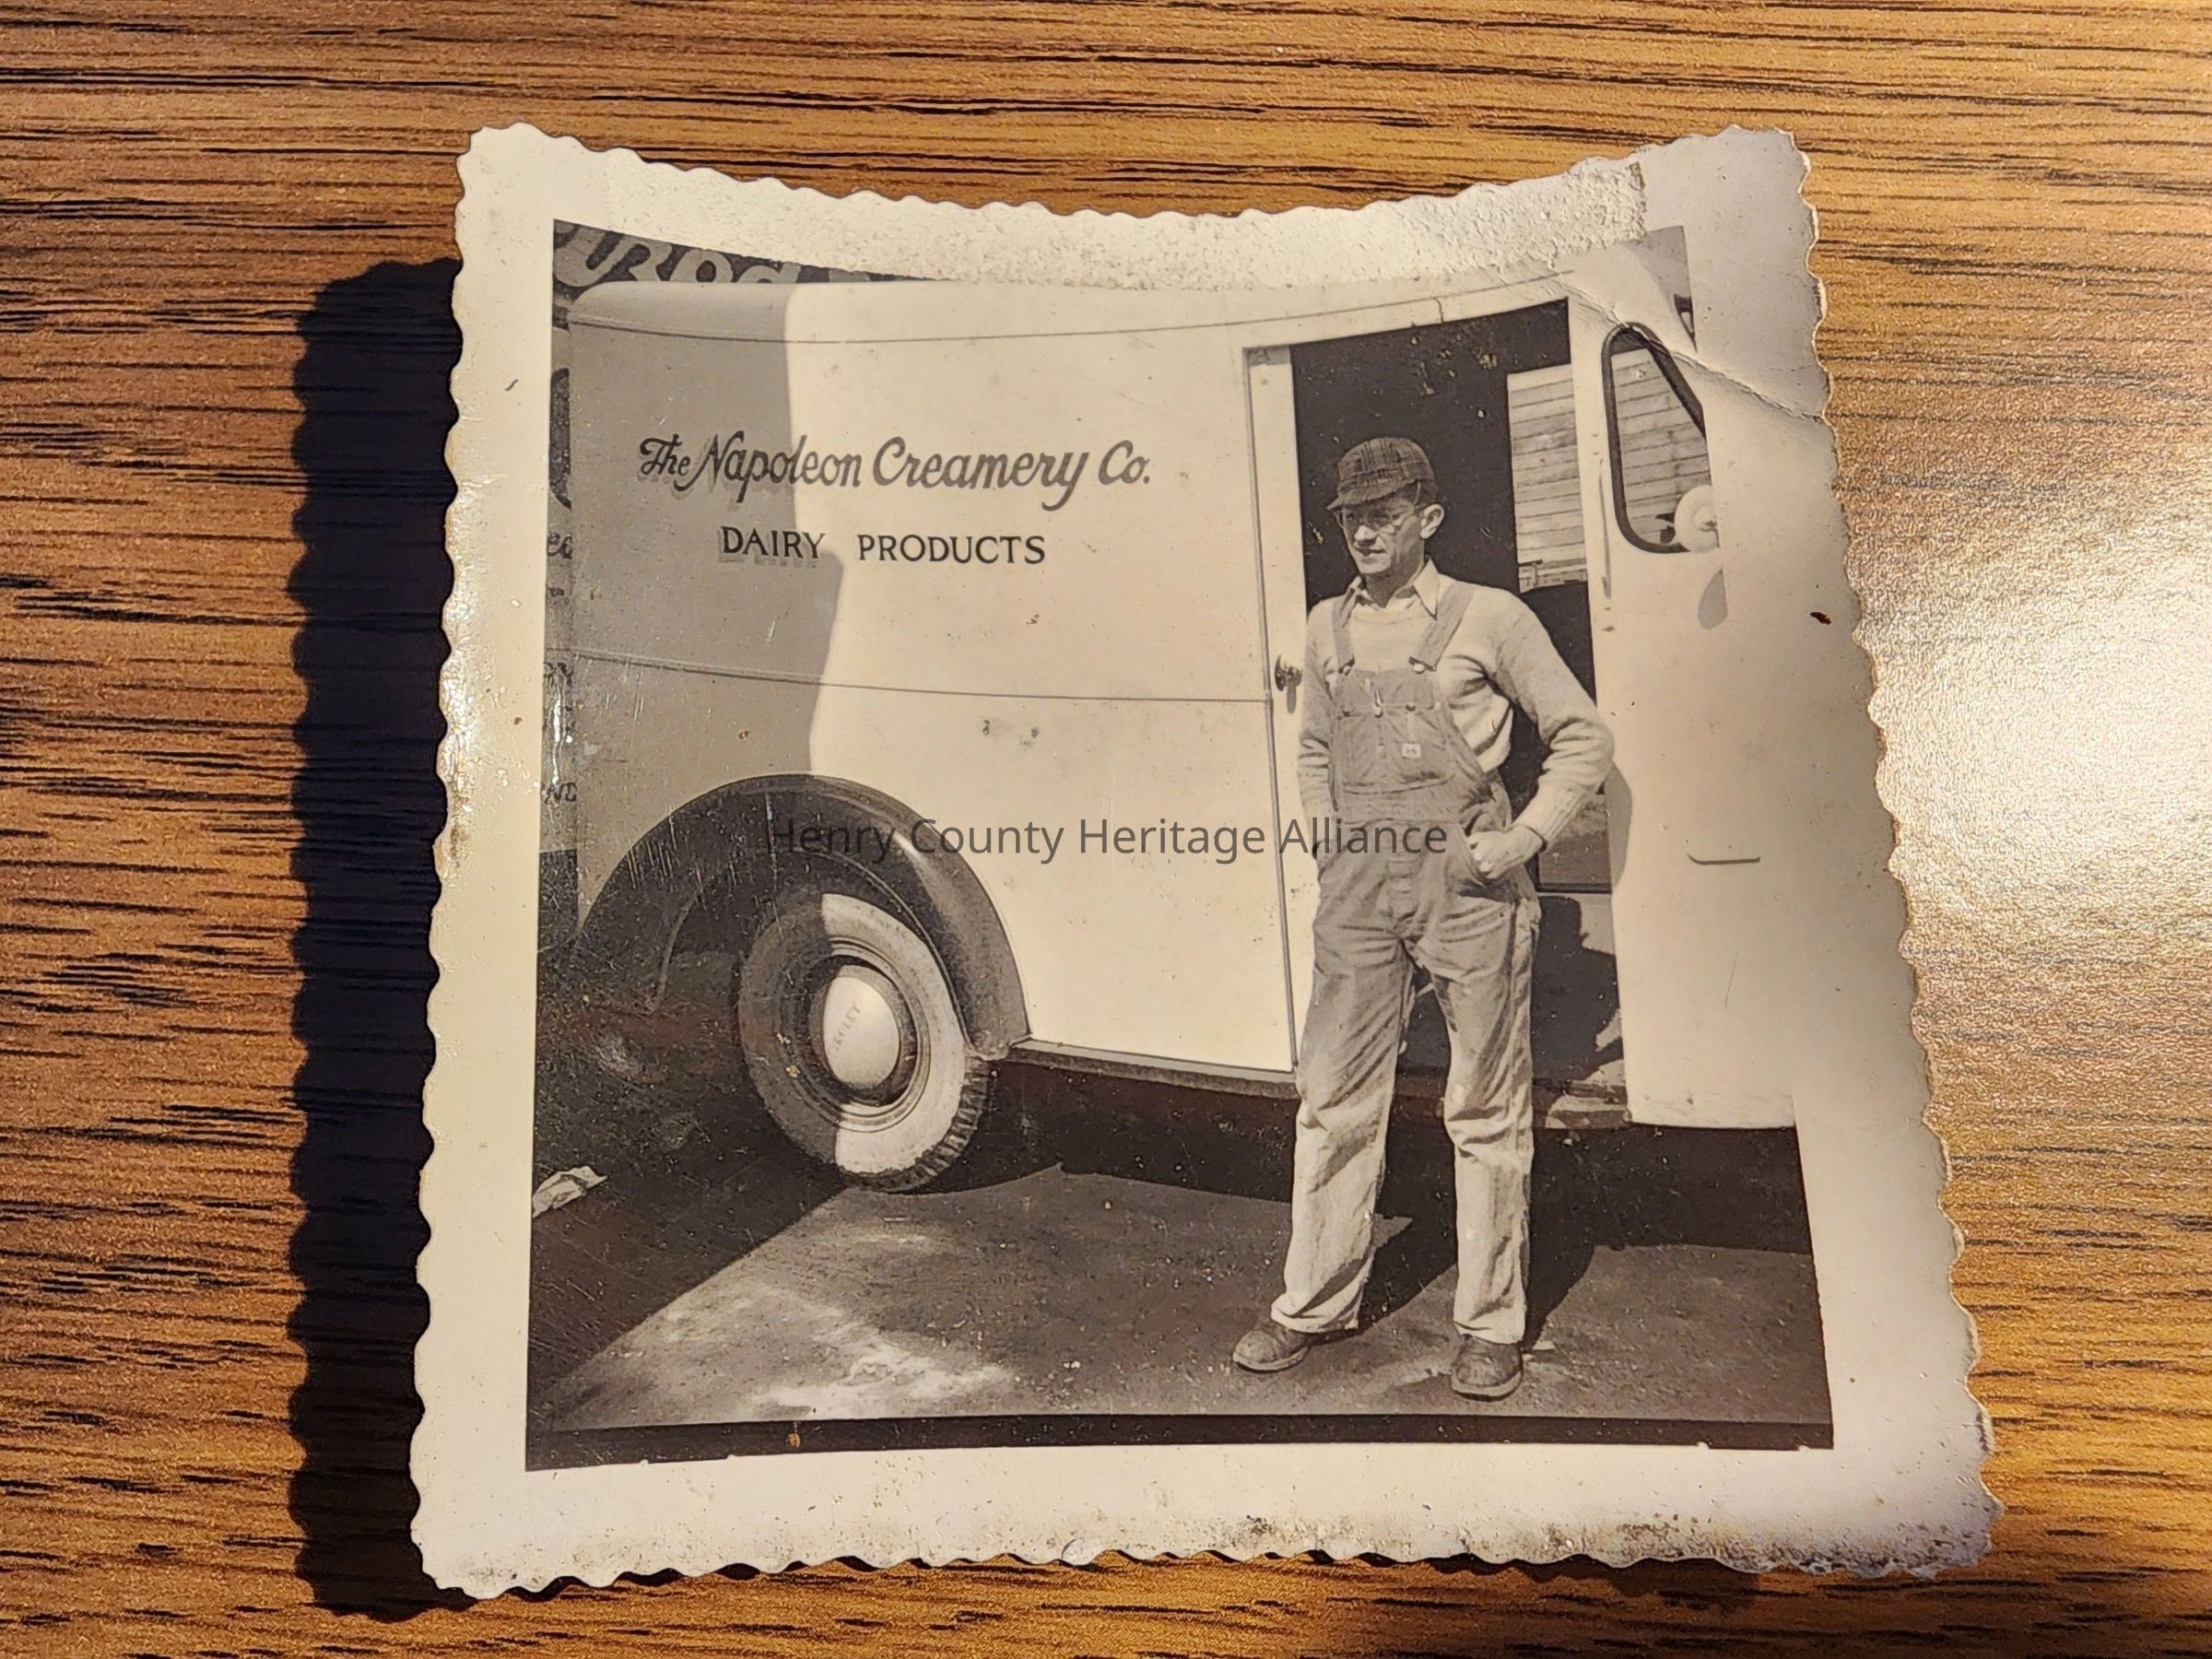 The Napoleon Creamery Co.
DAIRY PRODUCTS
Henry County Heritage Alliance